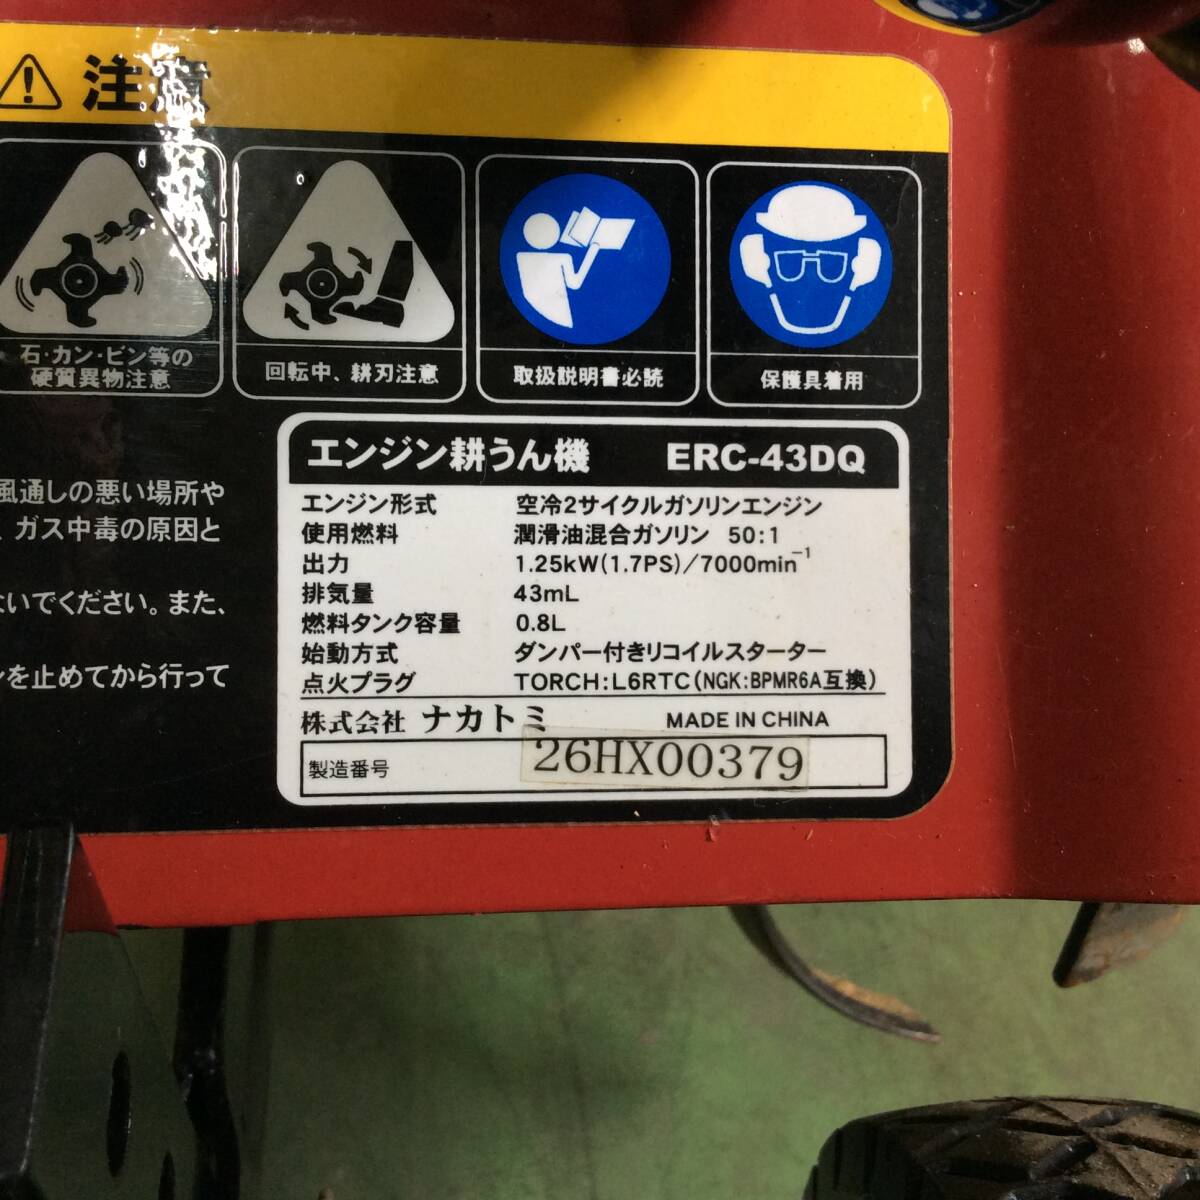 注意
石・カン・ビン等の
硬質異物注意
回転中、耕刃注意
取扱説明書必読
保護具着用
風通しの悪い場所や
、ガス中毒の原因と
ないでください。また、
ンを止めてから行って
エンジン耕うん機 ERC-43DQ
エンジン形式 空冷2サイクルガソリンエンジン
使用燃料 潤滑油混合ガソリン 50:1
出力 1.25kW(1.7PS)/7000min⁻¹
排気量 43mL
燃料タンク容量 0.8L
始動方式 ダンパー付きリコイルスターター
点火プラグ TORCH:L6RTC(NGK:BPMR6A互換)
株式会社 ナカトミ MADE IN CHINA
製造番号 26HX00379